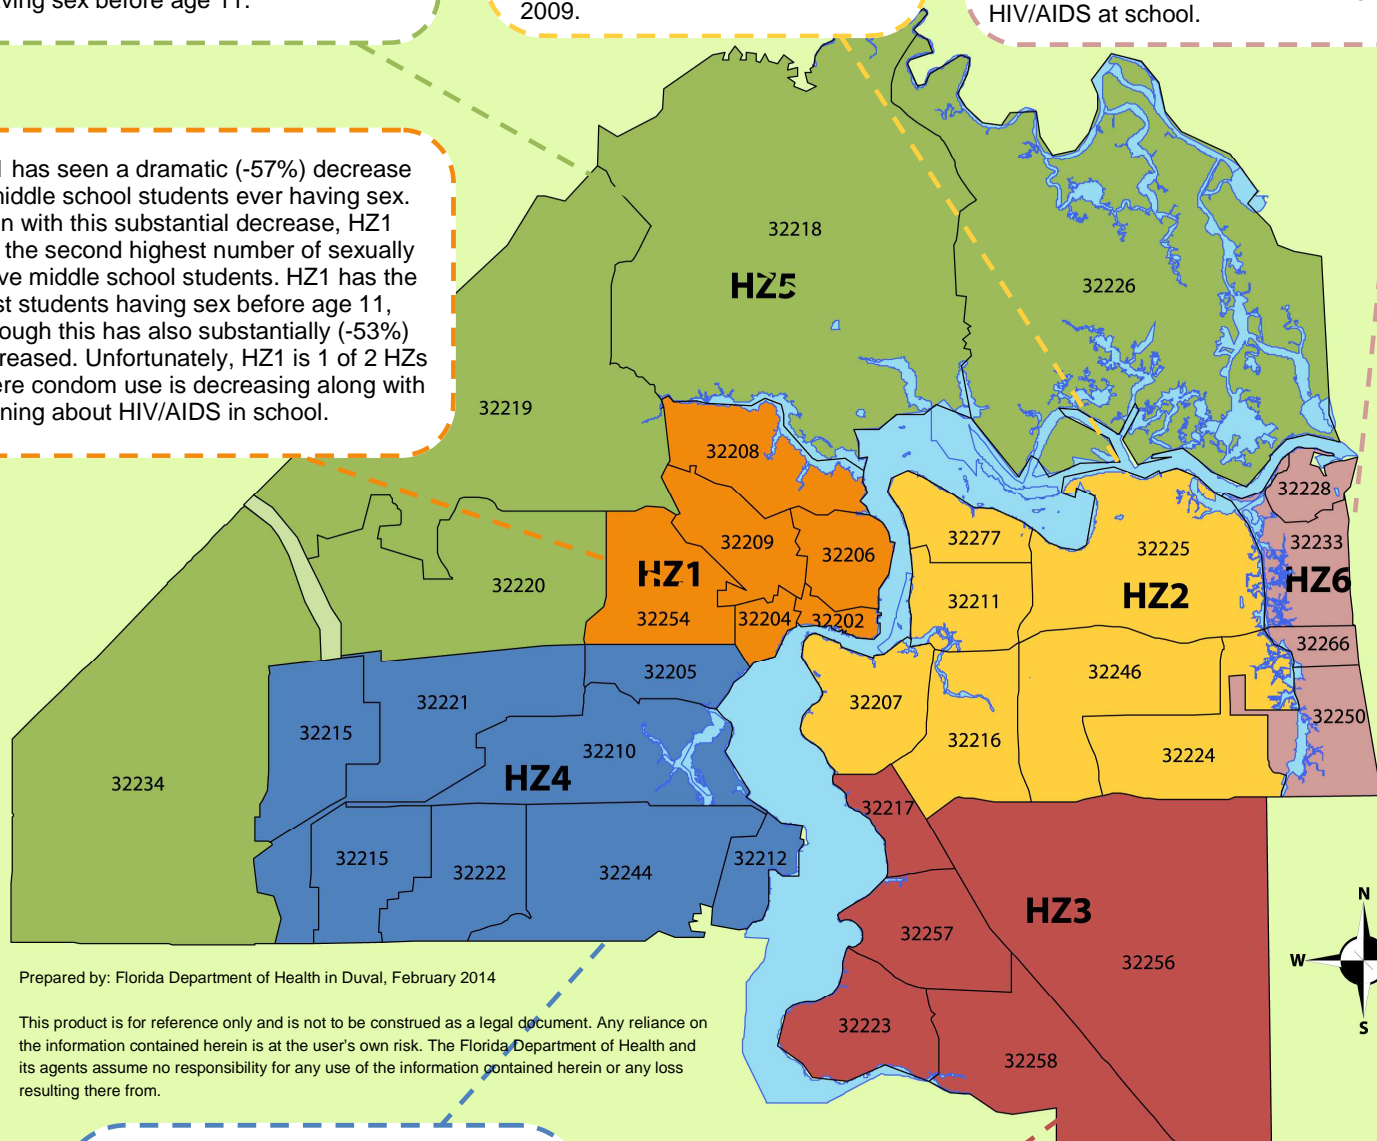 ving sex before age 11.
2009.
HIV/AIDS at school.
1 has seen a dramatic (-57%) decrease
middle school students ever having sex.
n with this substantial decrease, HZ1
the second highest number of sexually
ve middle school students. HZ1 has the
st students having sex before age 11,
ough this has also substantially (-53%)
reased. Unfortunately, HZ1 is 1 of 2 HZs
ere condom use is decreasing along with
ning about HIV/AIDS in school.
32218
HZ5
32226
32219
32208
32228
32209
32206
32277
32225
32233
HZ1
HZ2
HZ6
32220
32211
32254
32204
32202
32266
32205
32246
32221
32207
32250
32215
32210
32216
32224
HZ4
32234
32217
32215
32222
32244
32212
HZ3
N
32257
32256
W
S
32223
32258
Prepared by: Florida Department of Health in Duval, February 2014
This product is for reference only and is not to be construed as a legal document. Any reliance on
the information contained herein is at the user's own risk. The Florida Department of Health and
its agents assume no responsibility for any use of the information contained herein or any loss
resulting there from.